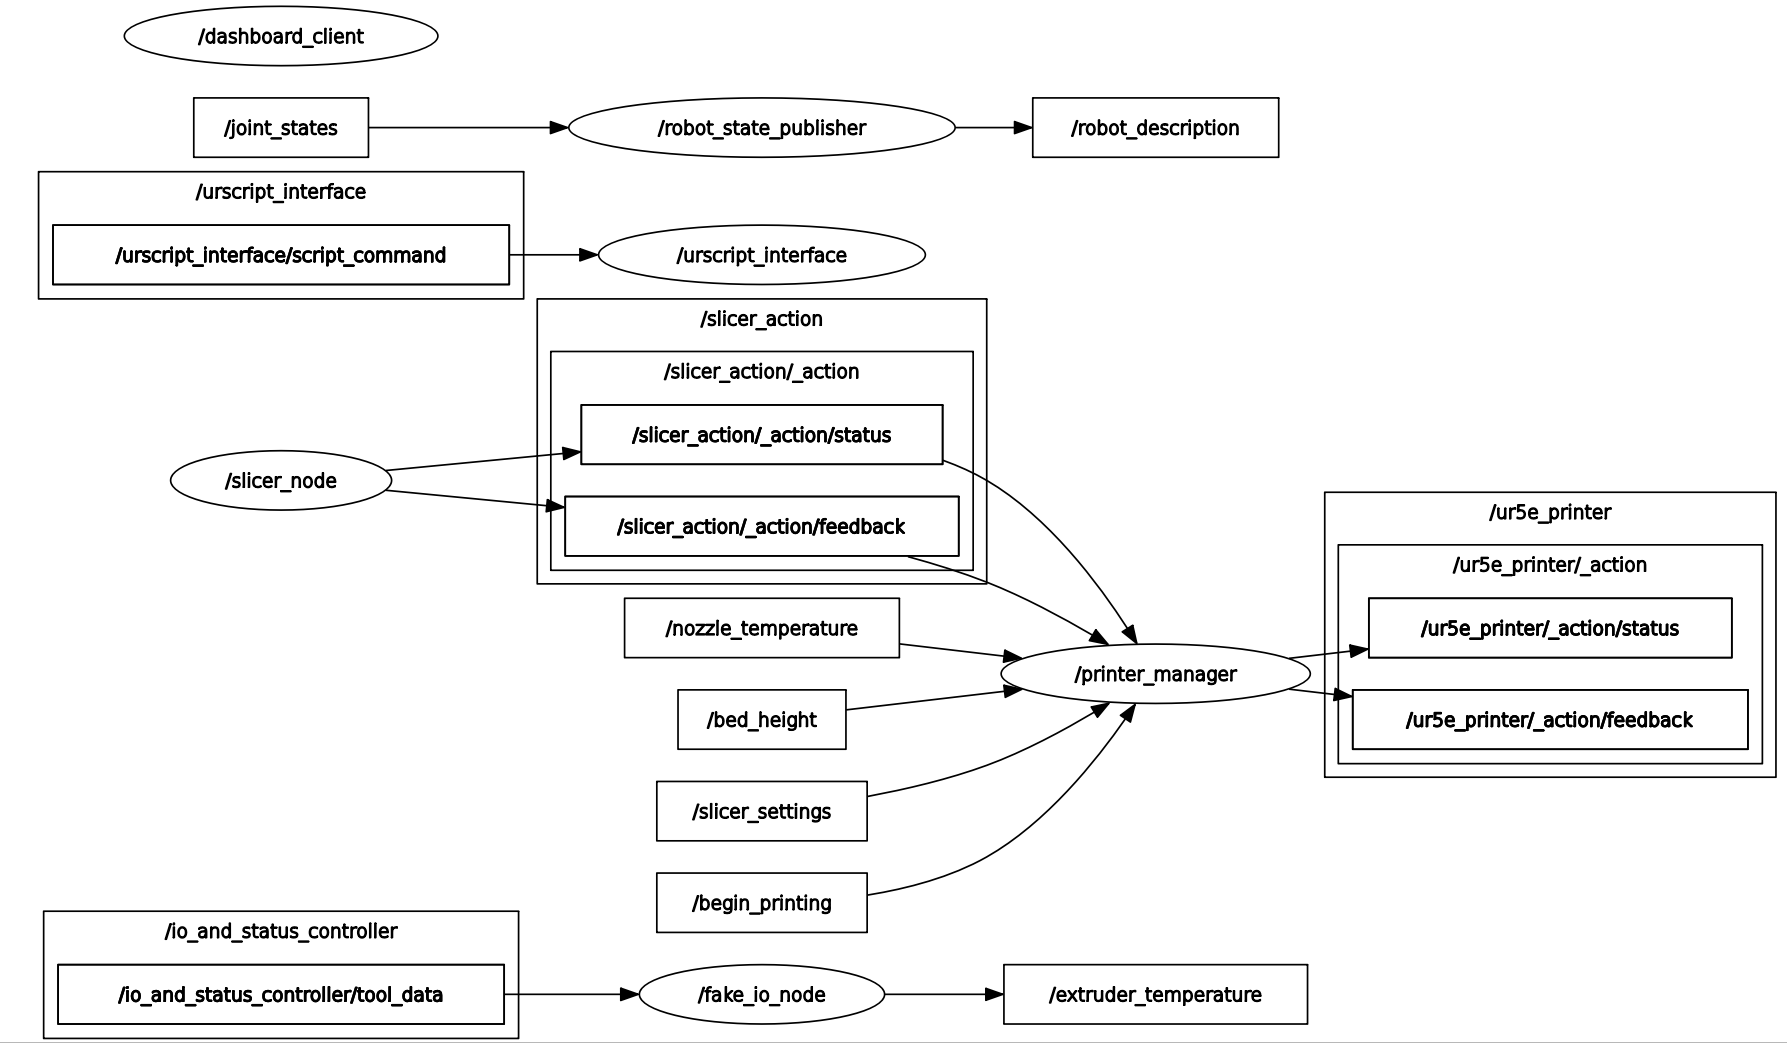 /dashboard_client
/joint_states
/robot_state_publisher
/robot_description
/urscript_interface
/urscript_interface/script_command
/urscript_interface
/slicer_action
/slicer_action/_action
/slicer_action/_action/status
/slicer_node
/slicer_action/_action/feedback
/nozzle_temperature
/bed_height
/slicer_settings
/begin_printing
/printer_manager
/ur5e_printer
/ur5e_printer/_action
/ur5e_printer/_action/status
/ur5e_printer/_action/feedback
/io_and_status_controller
/io_and_status_controller/tool_data
/fake_io_node
/extruder_temperature